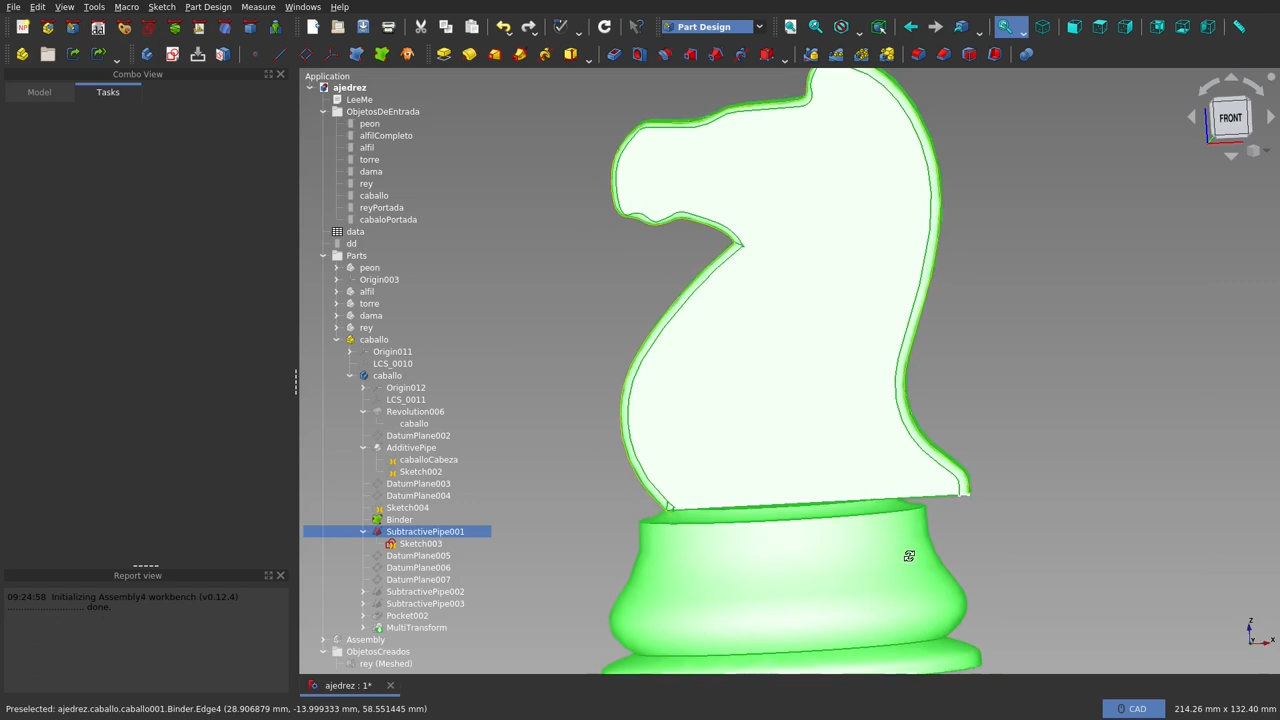 File Edit View Tools Macro Sketch Part Design Measure Windows Help
Part Design
Combo View
Model Tasks
Application
ajedrez
LeeMe
ObjetosDeEntrada
peon
alfilCompleto
alfil
torre
dama
rey
caballo
reyPortada
cabaloPortada
data
dd
Parts
peon
Origin003
alfil
torre
dama
rey
caballo
Origin011
LCS_0010
caballo
Origin012
LCS_0011
Revolution006
caballo
DatumPlane002
AdditivePipe
caballoCabeza
Sketch002
DatumPlane003
DatumPlane004
Sketch004
Binder
SubtractivePipe001
Sketch003
DatumPlane005
DatumPlane006
DatumPlane007
SubtractivePipe002
SubtractivePipe003
Pocket002
MultiTransform
Assembly
ObjetosCreados
rey (Meshed)
FRONT
Z
Y X
Report view
09:24:58 Initializing Assembly4 workbench (v0.12.4)
............................ done.
ajedrez : 1*
Preselected: ajedrez.caballo.caballo001.Binder.Edge4 (28.906879 mm, -13.999333 mm, 58.551445 mm)
CAD
214.26 mm x 132.40 mm